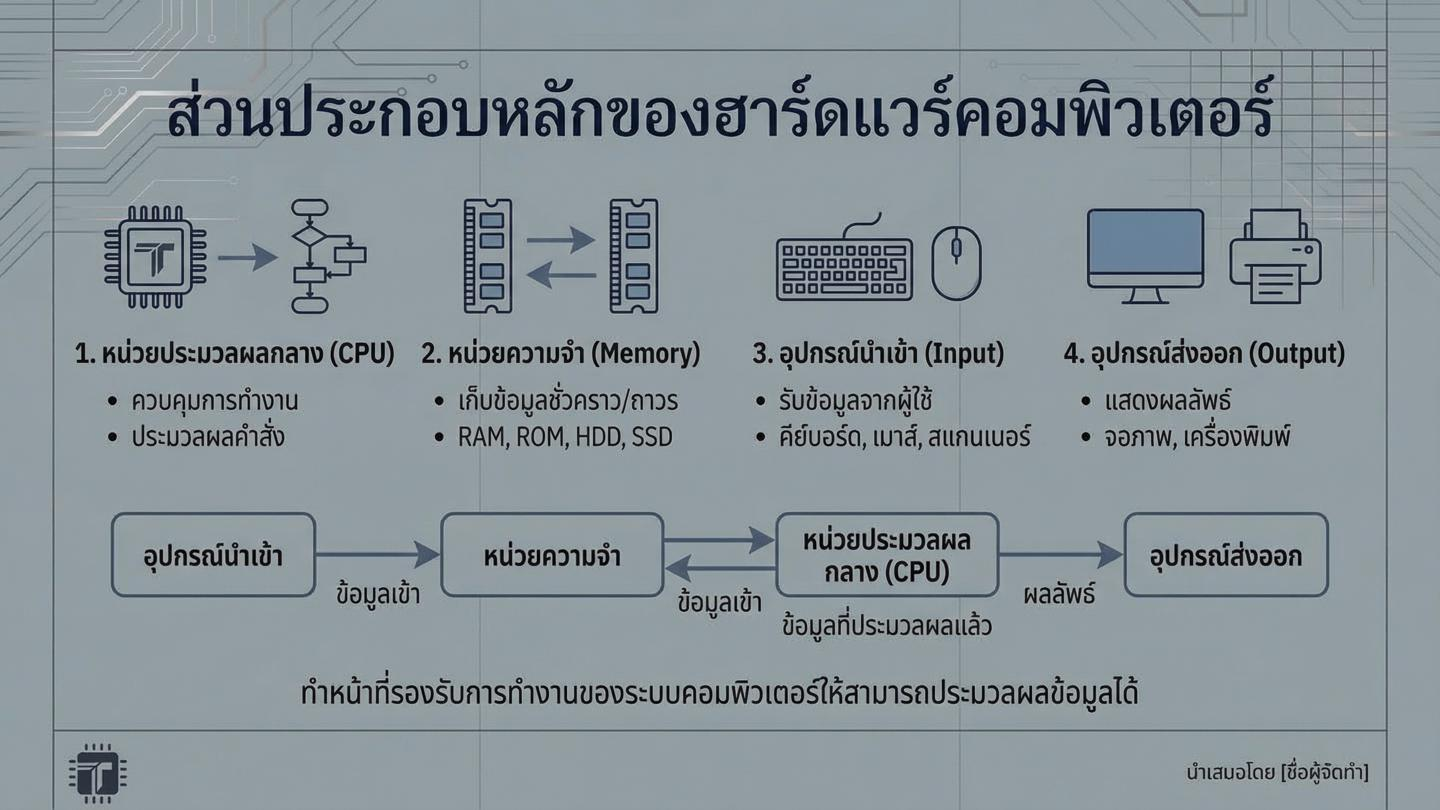 ส่วนประกอบหลักของฮาร์ดแวร์คอมพิวเตอร์
1. หน่วยประมวลผลกลาง (CPU)
• ควบคุมการทำงาน
• ประมวลผลคำสั่ง
2. หน่วยความจำ (Memory)
• เก็บข้อมูลชั่วคราว/ถาวร
• RAM, ROM, HDD, SSD
3. อุปกรณ์นำเข้า (Input)
• รับข้อมูลจากผู้ใช้
• คีย์บอร์ด, เมาส์, สแกนเนอร์
4. อุปกรณ์ส่งออก (Output)
• แสดงผลลัพธ์
• จอภาพ, เครื่องพิมพ์
อุปกรณ์นำเข้า
ข้อมูลเข้า
หน่วยความจำ
ข้อมูลเข้า
หน่วยประมวลผล
กลาง (CPU)
ข้อมูลที่ประมวลผลแล้ว
ผลลัพธ์
อุปกรณ์ส่งออก
ทำหน้าที่รองรับการทำงานของระบบคอมพิวเตอร์ให้สามารถประมวลผลข้อมูลได้
นำเสนอโดย [ชื่อผู้จัดทำ]